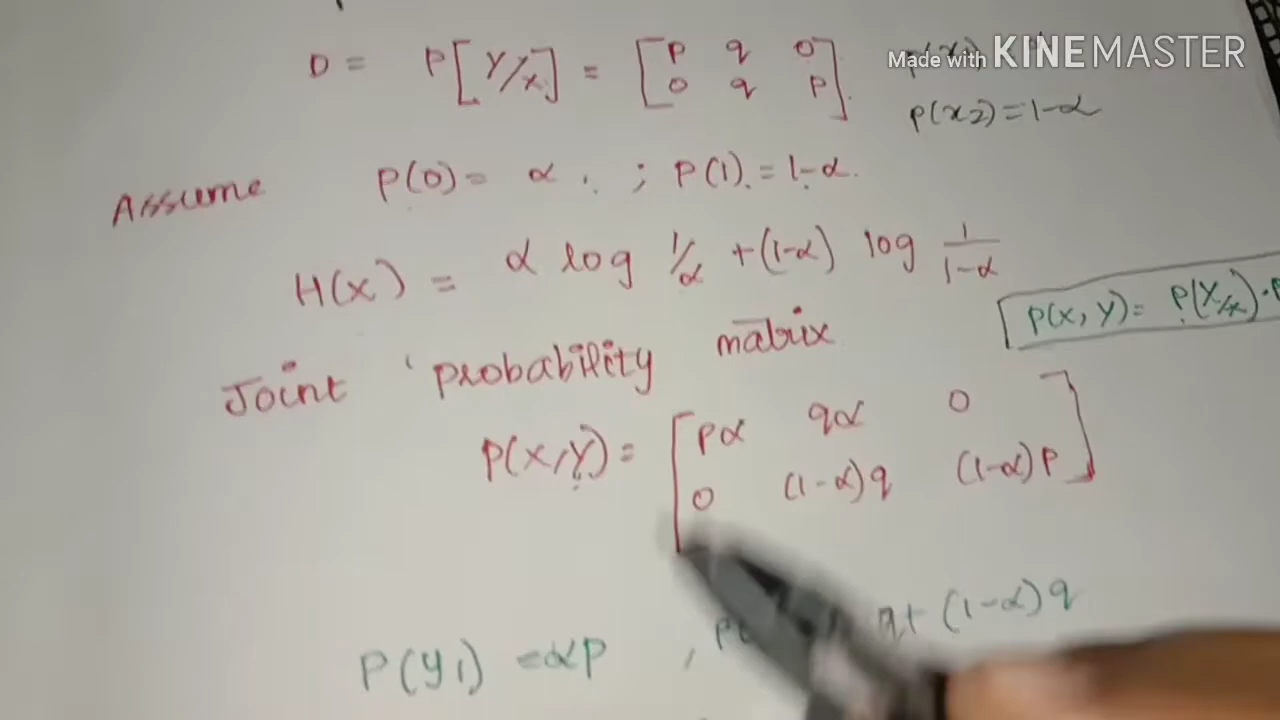 D = P[Y/x] = [p q 0
0 q p]
Made with KINEMASTER
p(x2)=1-α
Assume P(0)= α ; P(1)=1-α.
H(x) = α log 1/α +(1-α) log 1/1-α
P(x, y)= P(Y/x).P
Joint probability matrix
P(x,y)= [pα qα 0
0 (1-α)q (1-α)p]
P(y1) =αp , q+ (1-α)q